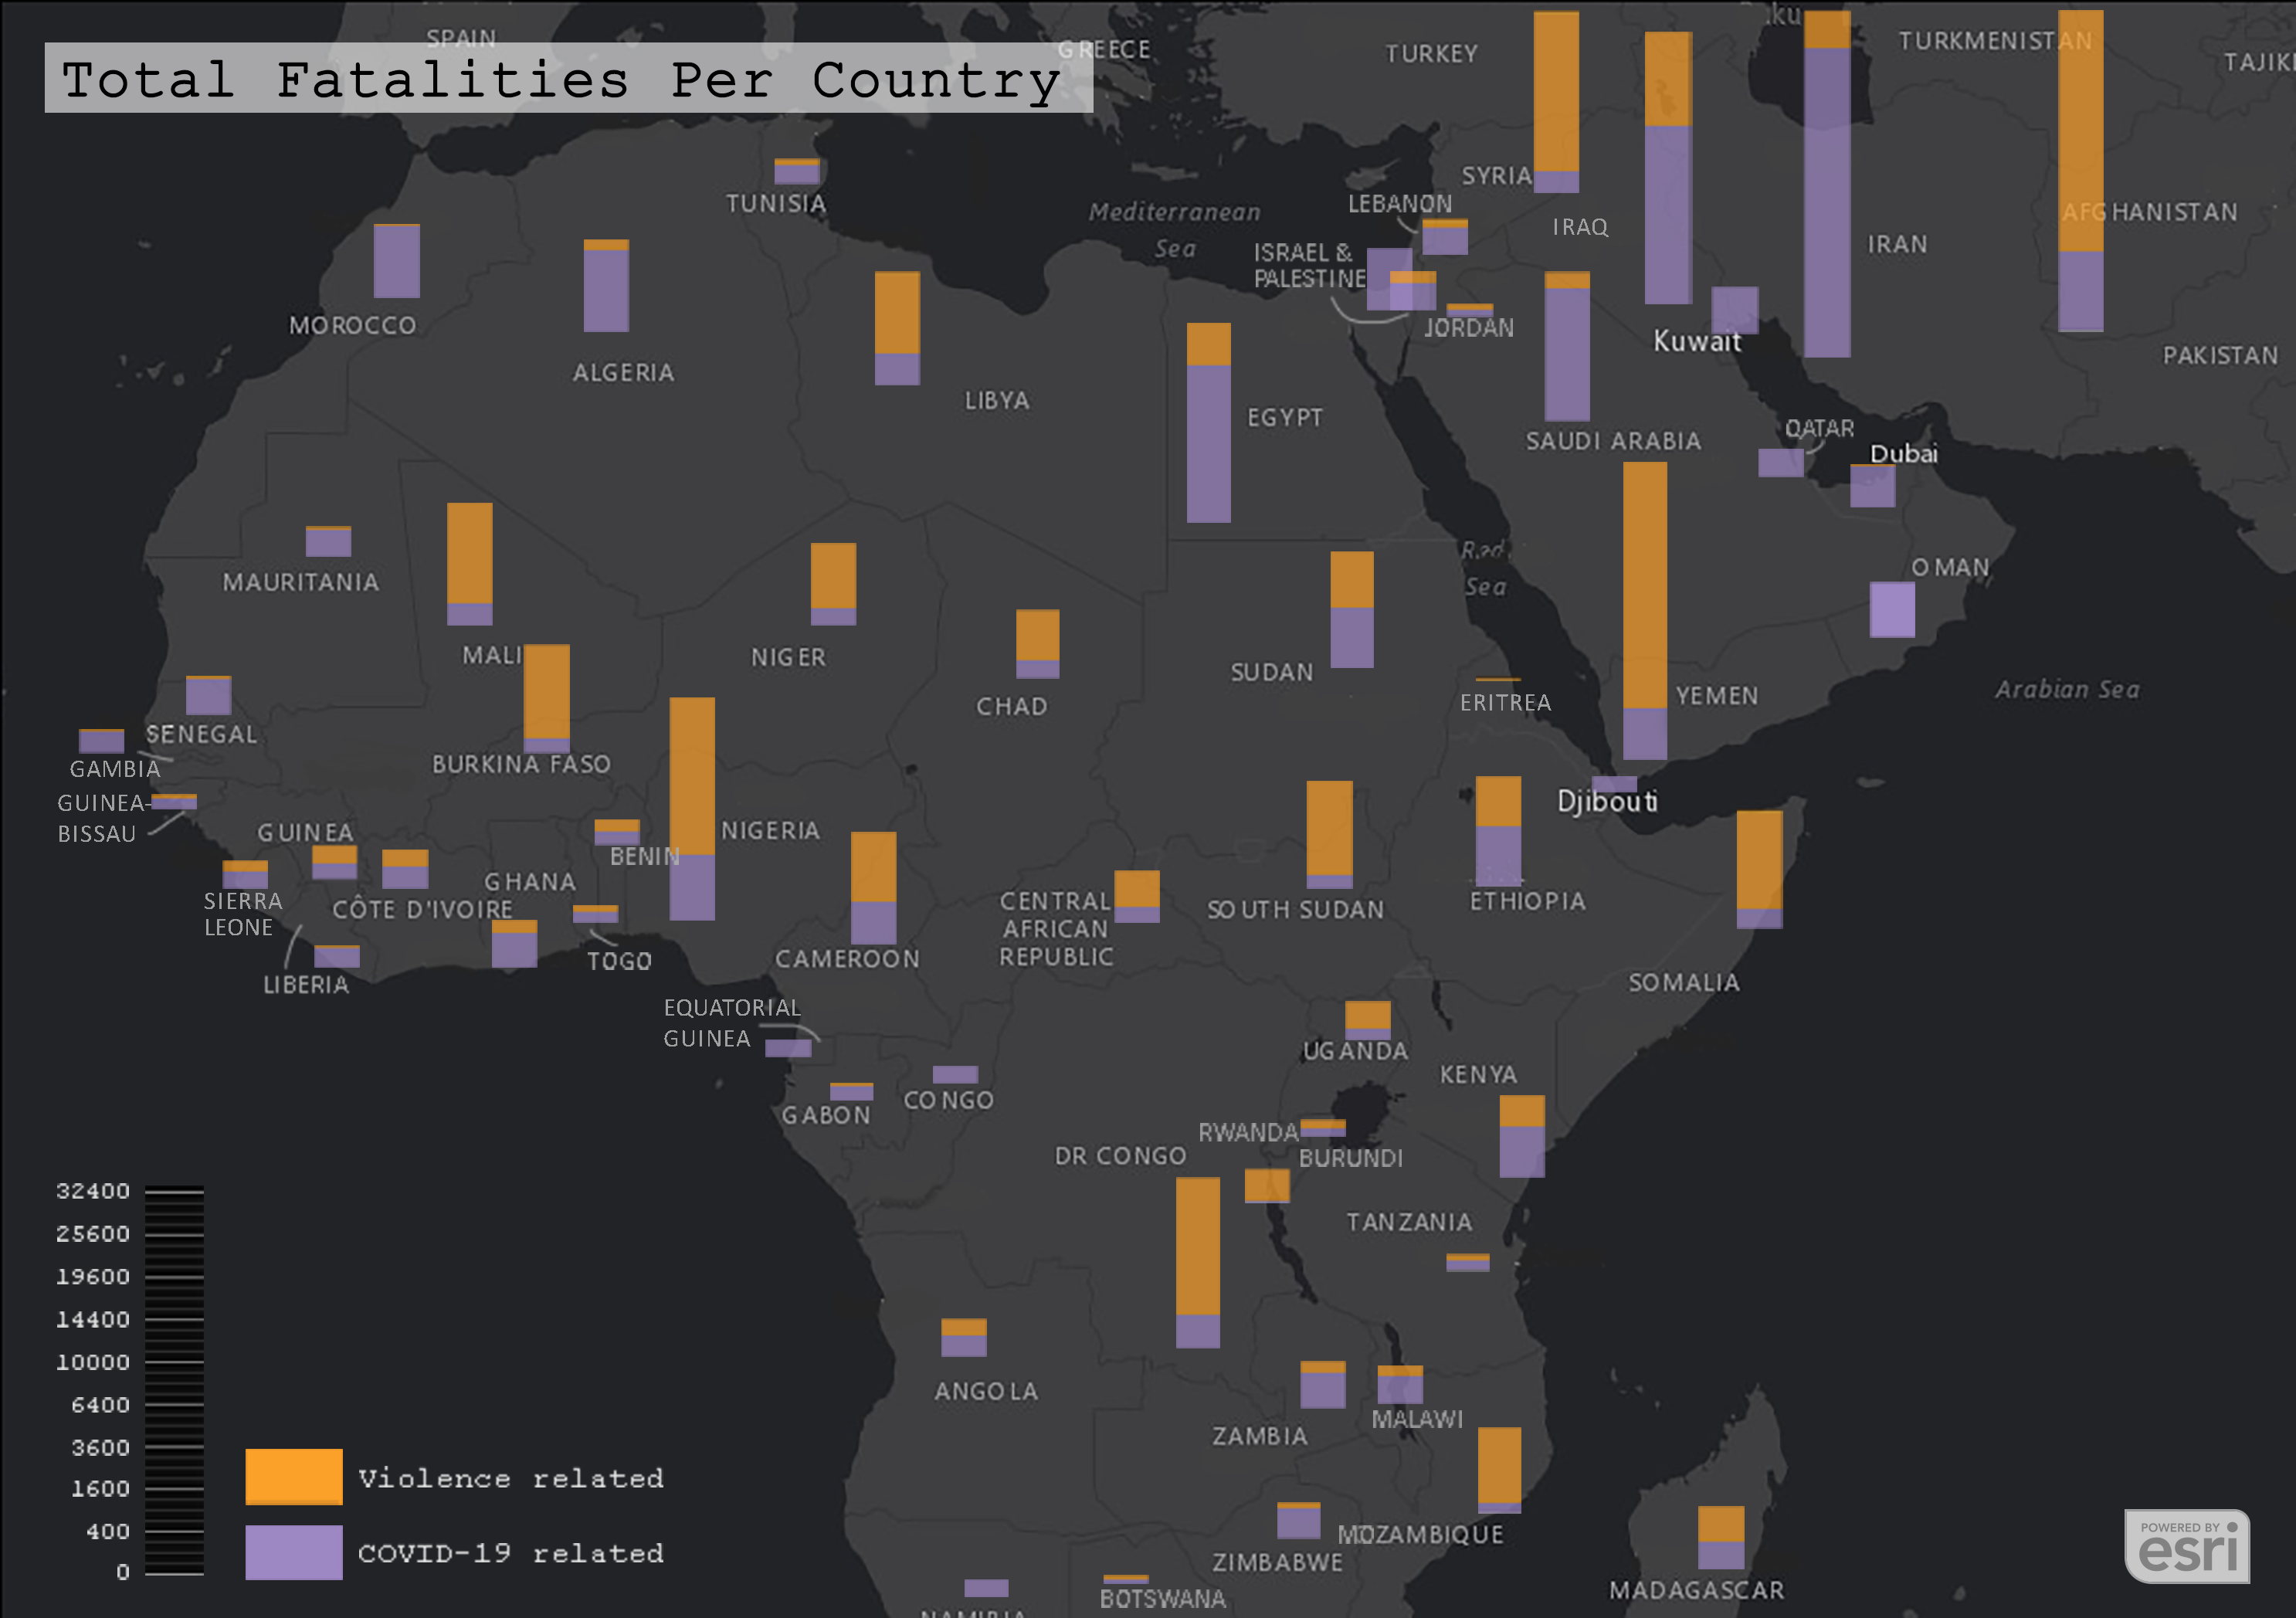 Total Fatalities Per Country
SPAIN
GREECE
TURKEY
ku
TURKMENISTAN
TAJIKI
TUNISIA
Mediterranean
Sea
SYRIA
LEBANON
IRAQ
ISRAEL &
PALESTINE
JORDAN
IRAN
AFGHANISTAN
MOROCCO
ALGERIA
LIBYA
EGYPT
Kuwait
PAKISTAN
SAUDI ARABIA
QATAR
Dubai
MAURITANIA
MALI
NIGER
CHAD
SUDAN
Red
Sea
ERITREA
YEMEN
OMAN
Arabian Sea
SENEGAL
GAMBIA
GUINEA-
BISSAU
BURKINA FASO
GUINEA
BENIN
NIGERIA
GHANA
SIERRA
LEONE
CÔTE D'IVOIRE
LIBERIA
TOGO
CAMEROON
CENTRAL
AFRICAN
REPUBLIC
SOUTH SUDAN
ETHIOPIA
Djibouti
SOMALIA
EQUATORIAL
GUINEA
GABON
CONGO
UGANDA
KENYA
RWANDA
BURUNDI
DR CONGO
TANZANIA
ANGOLA
ZAMBIA
MALAWI
MOZAMBIQUE
ZIMBABWE
MADAGASCAR
BOTSWANA
NAMIBIA
32400
25600
19600
14400
10000
6400
3600
1600
400
0
Violence related
COVID-19 related
POWERED BY
esri